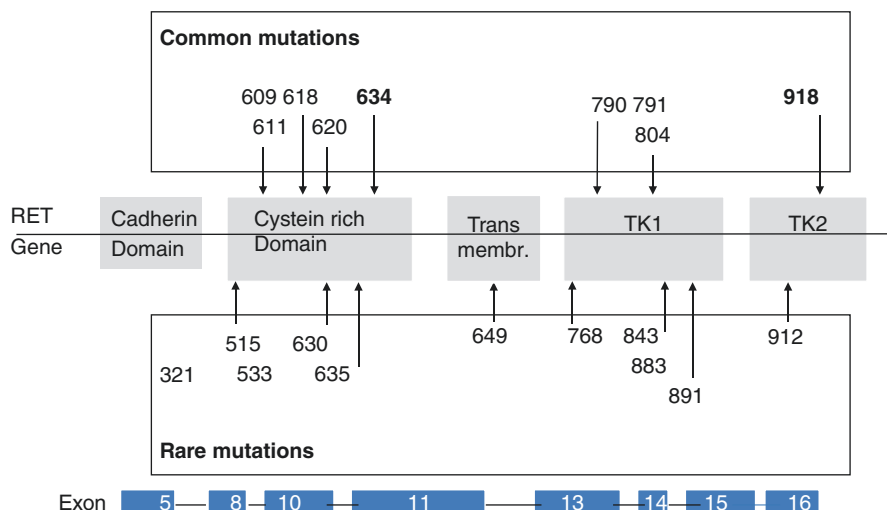 Common mutations
609 618 634 790 791 918
611 620 804
RET Cadherin Cystein rich Trans TK1 TK2
Gene Domain Domain membr.
515 630 649 768 843 912
321 533 635 883
891
Rare mutations
Exon 5 8 10 11 13 14 15 16